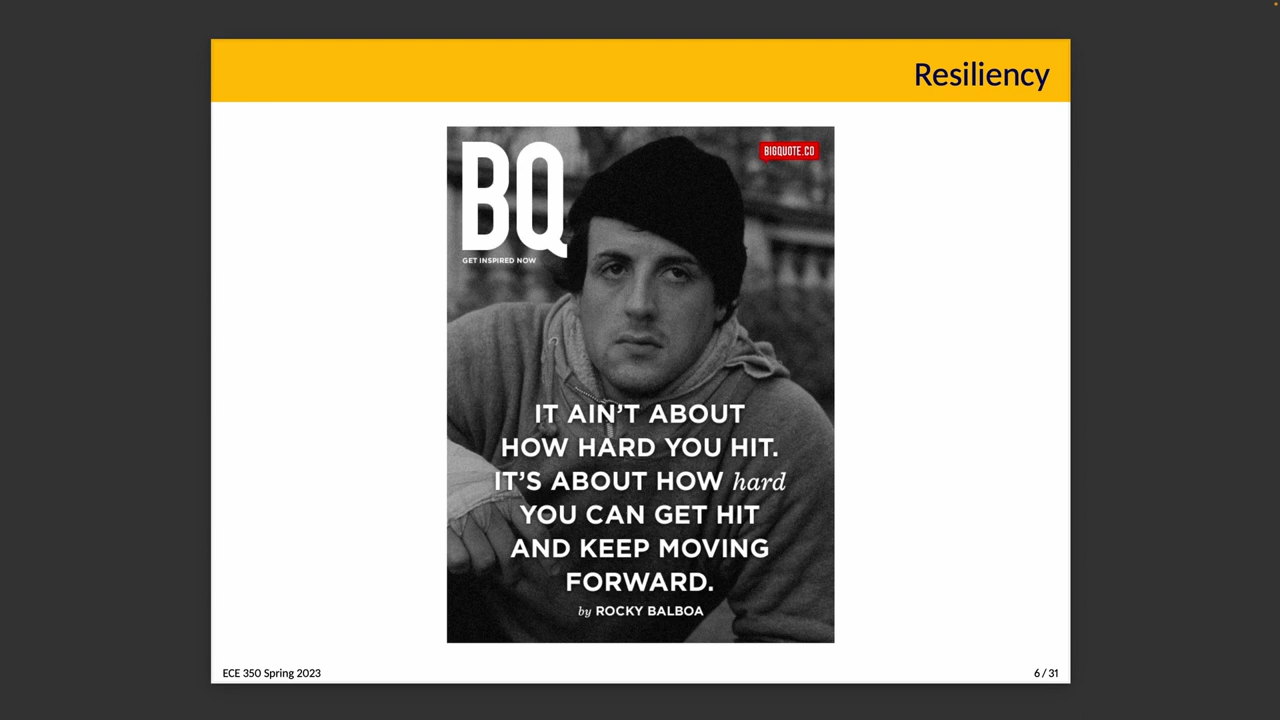 Resiliency
BQ
BIGQUOTE.CO
GET INSPIRED NOW
IT AIN’T ABOUT
HOW HARD YOU HIT.
IT’S ABOUT HOW hard
YOU CAN GET HIT
AND KEEP MOVING
FORWARD.
by ROCKY BALBOA
ECE 350 Spring 2023
6 / 31